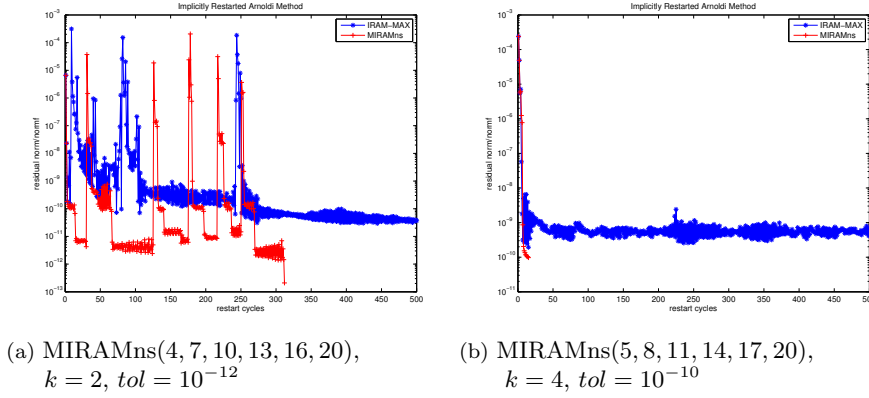 Implicitly Restarted Arnoldi Method
IRAM−MAX
MIRAMns
residual norm/normf
10−3
10−4
10−5
10−6
10−7
10−8
10−9
10−10
10−11
10−12
10−13
0 50 100 150 200 250 300 350 400 450 500
restart cycles
Implicitly Restarted Arnoldi Method
IRAM−MAX
MIRAMns
residual norm/normf
10−3
10−4
10−5
10−6
10−7
10−8
10−9
10−10
10−11
0 50 100 150 200 250 300 350 400 450 500
restart cycles
(a) MIRAMns(4, 7, 10, 13, 16, 20),
k = 2, tol = 10−12
(b) MIRAMns(5, 8, 11, 14, 17, 20),
k = 4, tol = 10−10